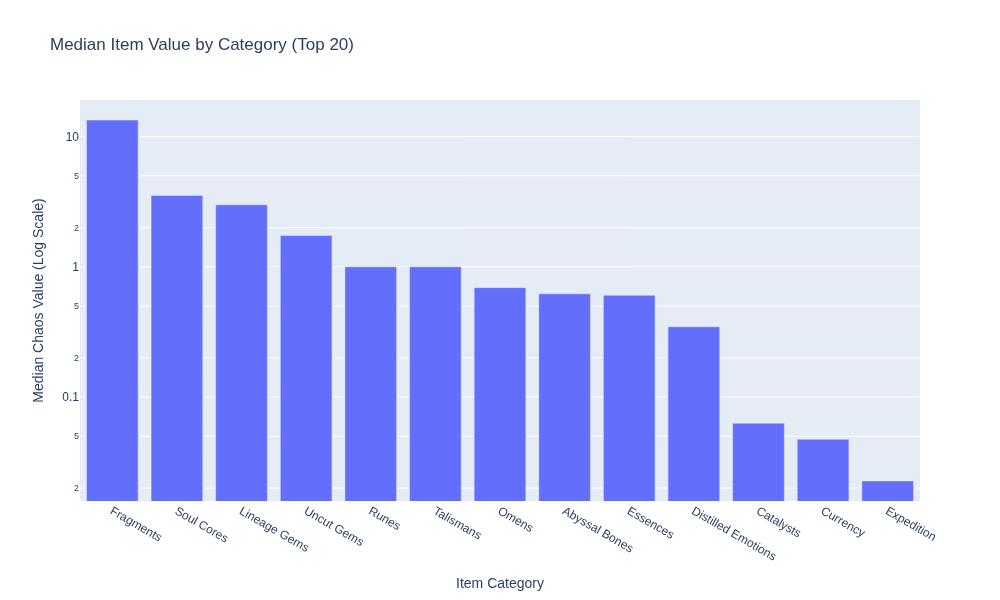 Median Item Value by Category (Top 20)
Median Chaos Value (Log Scale)
10
5
2
1
5
2
0.1
5
2
Fragments
Soul Cores
Lineage Gems
Uncut Gems
Runes
Talismans
Omens
Abyssal Bones
Essences
Distilled Emotions
Catalysts
Currency
Expedition
Item Category